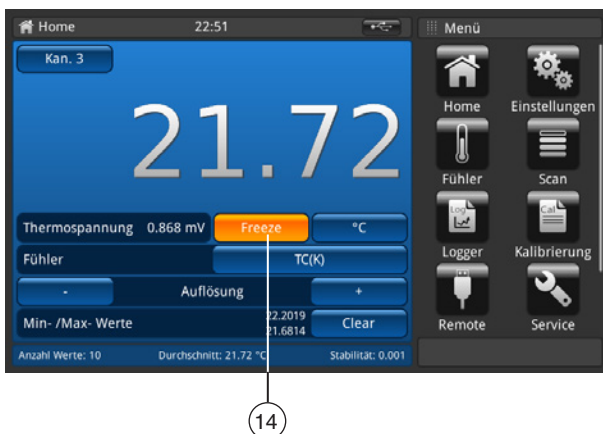 Home 22:51
Kan. 3
21.72
Thermospannung 0.868 mV Freeze °C
Fühler TC(K)
- Auflösung +
Min- /Max- Werte 22.2019 21.6814 Clear
Anzahl Werte: 10 Durchschnitt: 21.72 °C Stabilität: 0.001
Menü
Home Einstellungen
Fühler Scan
Log
Cal
Logger Kalibrierung
Remote Service
14